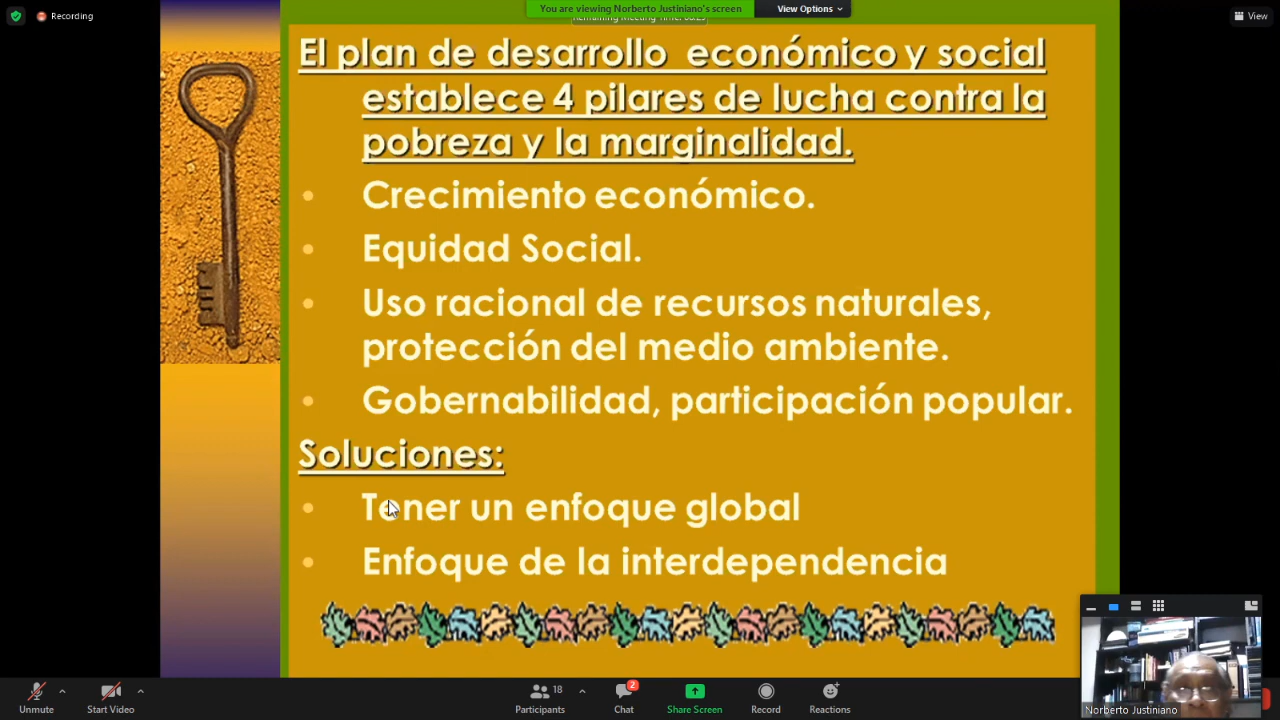 Recording
You are viewing Norberto Justiniano's screen
View Options
View
Remaining Meeting Time:
El plan de desarrollo económico y social
establece 4 pilares de lucha contra la
pobreza y la marginalidad.
Crecimiento económico.
Equidad Social.
Uso racional de recursos naturales,
protección del medio ambiente.
Gobernabilidad, participación popular.
Soluciones:
Tener un enfoque global
Enfoque de la interdependencia
Norberto Justiniano
Unmute
Start Video
18
Participants
2
Chat
Share Screen
Record
Reactions